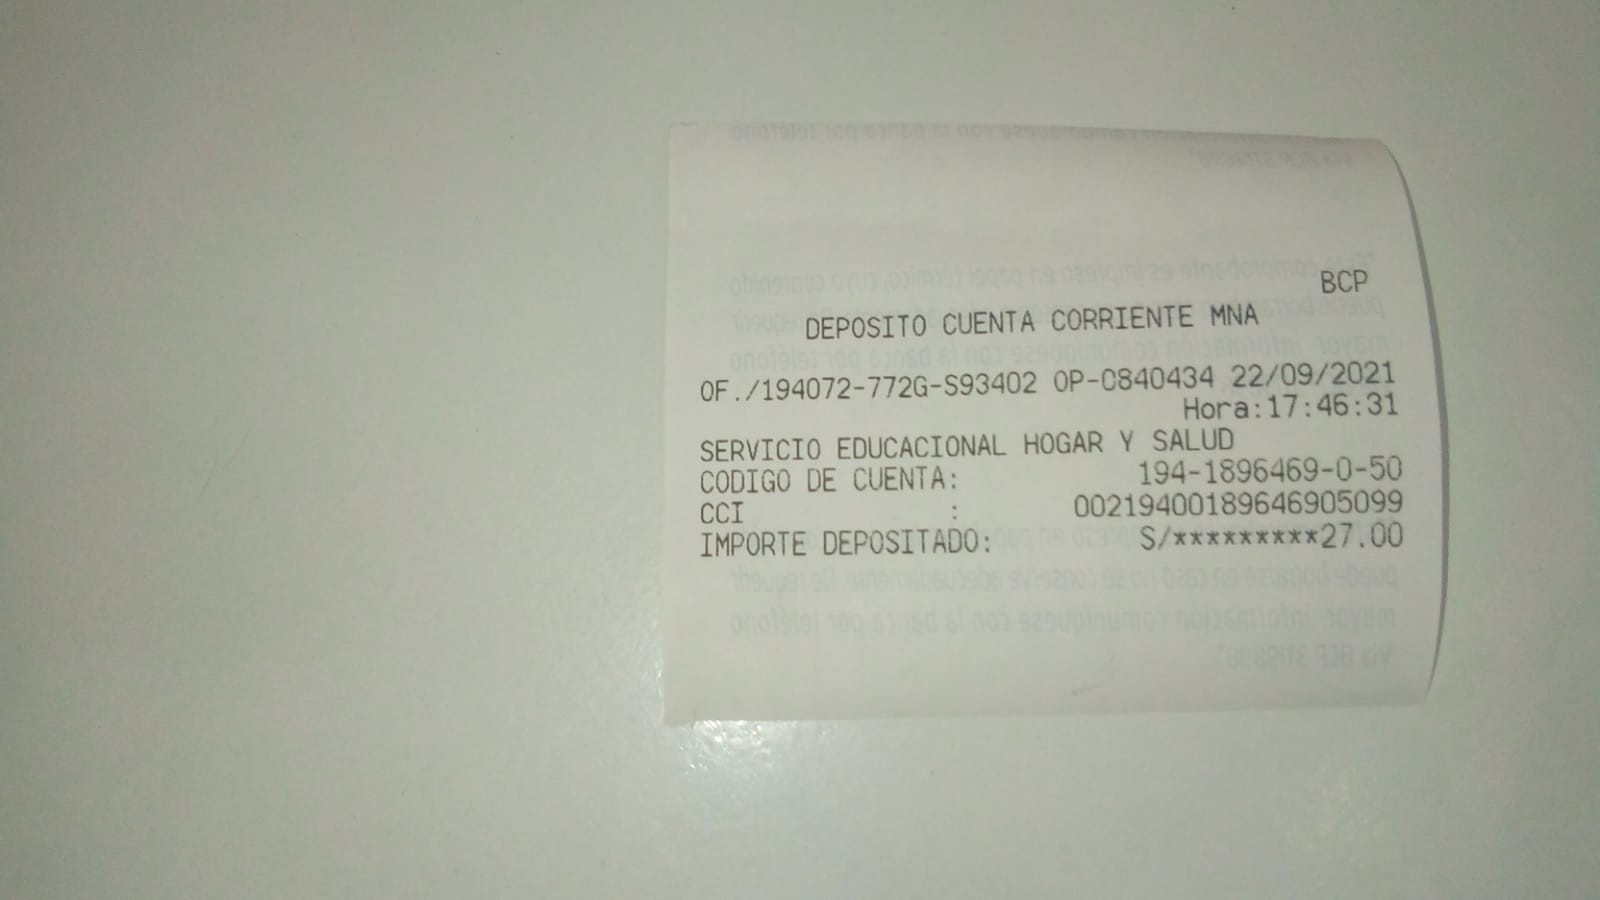 BCP
DEPOSITO CUENTA CORRIENTE MNA
OF./194072-772G-S93402 OP-C840434 22/09/2021
Hora:17:46:31
SERVICIO EDUCACIONAL HOGAR Y SALUD
CODIGO DE CUENTA: 194-1896469-0-50
CCI : 00219400189646905099
IMPORTE DEPOSITADO: S/*********27.00